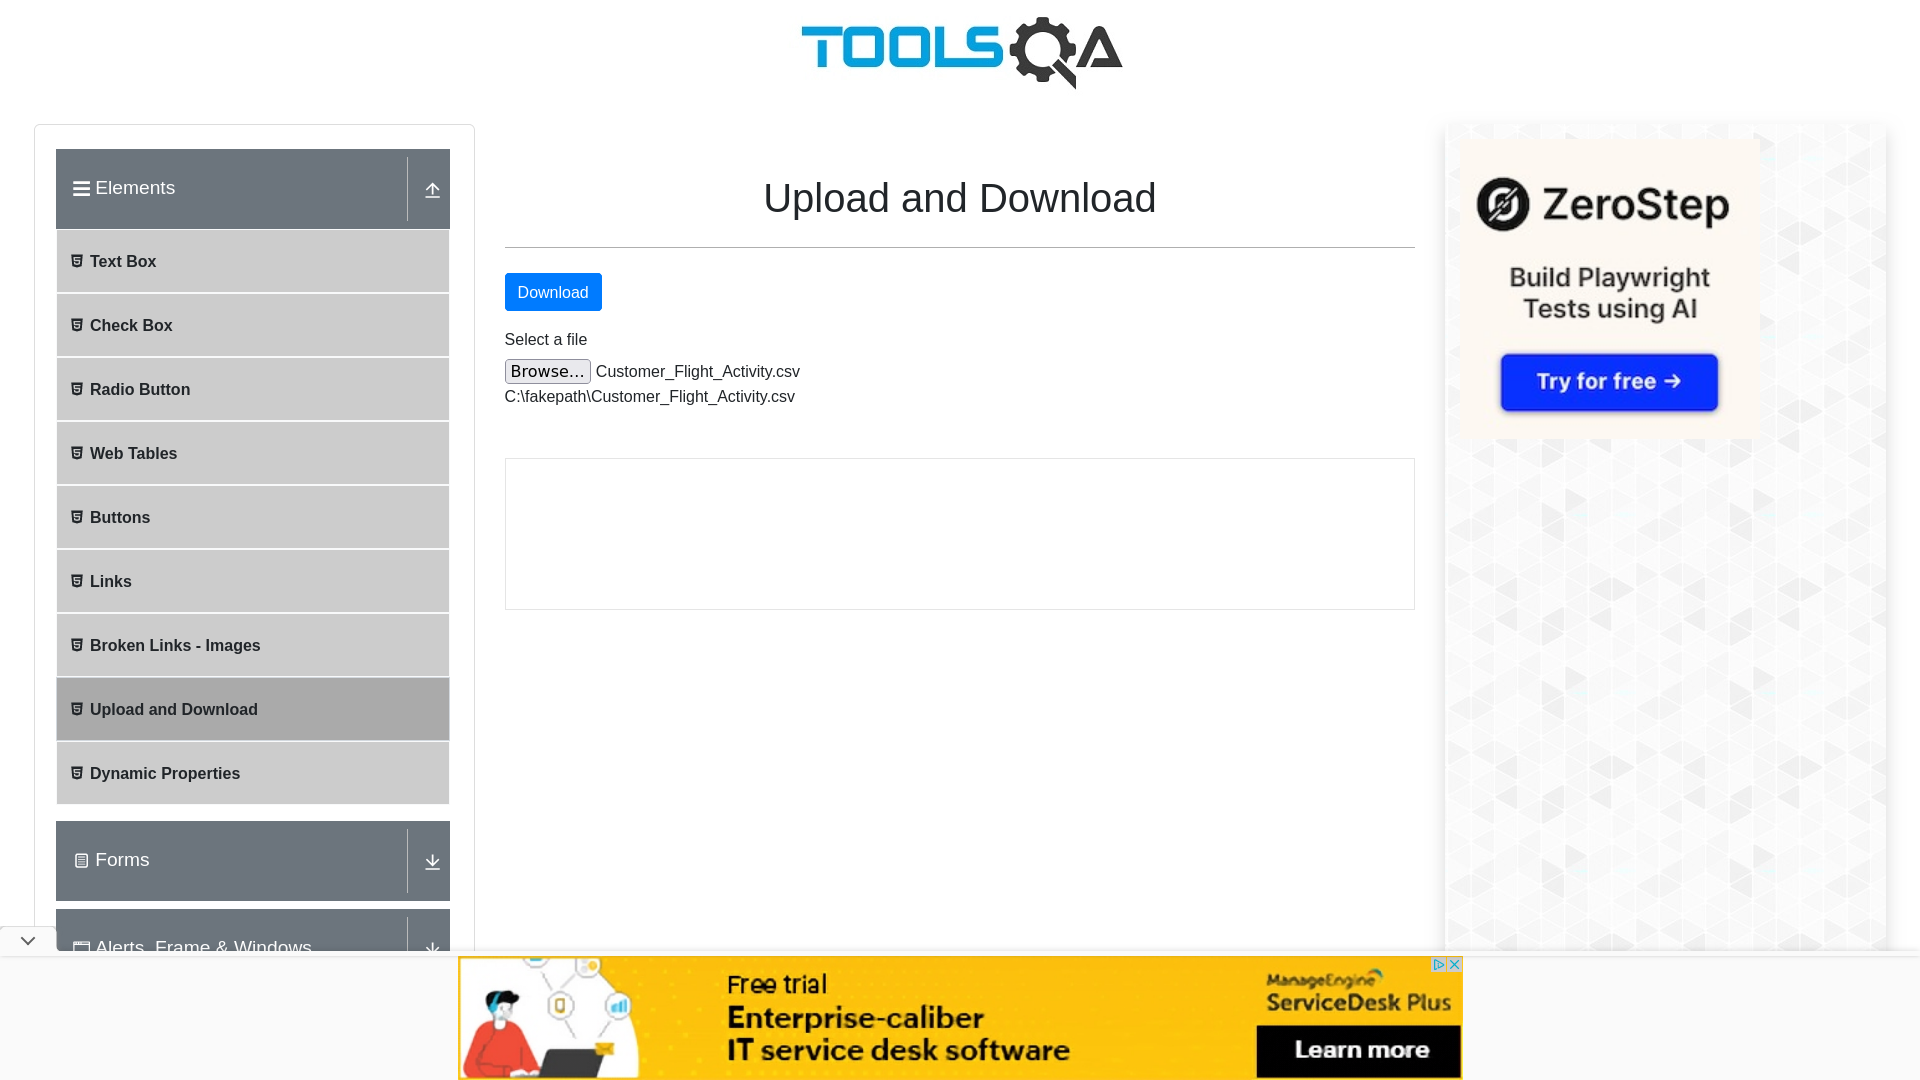 TOOLSQA
Elements
Text Box
Check Box
Radio Button
Web Tables
Buttons
Links
Broken Links - Images
Upload and Download
Dynamic Properties
Forms
Alerts, Frame & Windows
Upload and Download
Download
Select a file
Browse... Customer_Flight_Activity.csv
C:\fakepath\Customer_Flight_Activity.csv
ZeroStep
Build Playwright
Tests using AI
Try for free →
Free trial
Enterprise-caliber
IT service desk software
ManageEngine
ServiceDesk Plus
Learn more